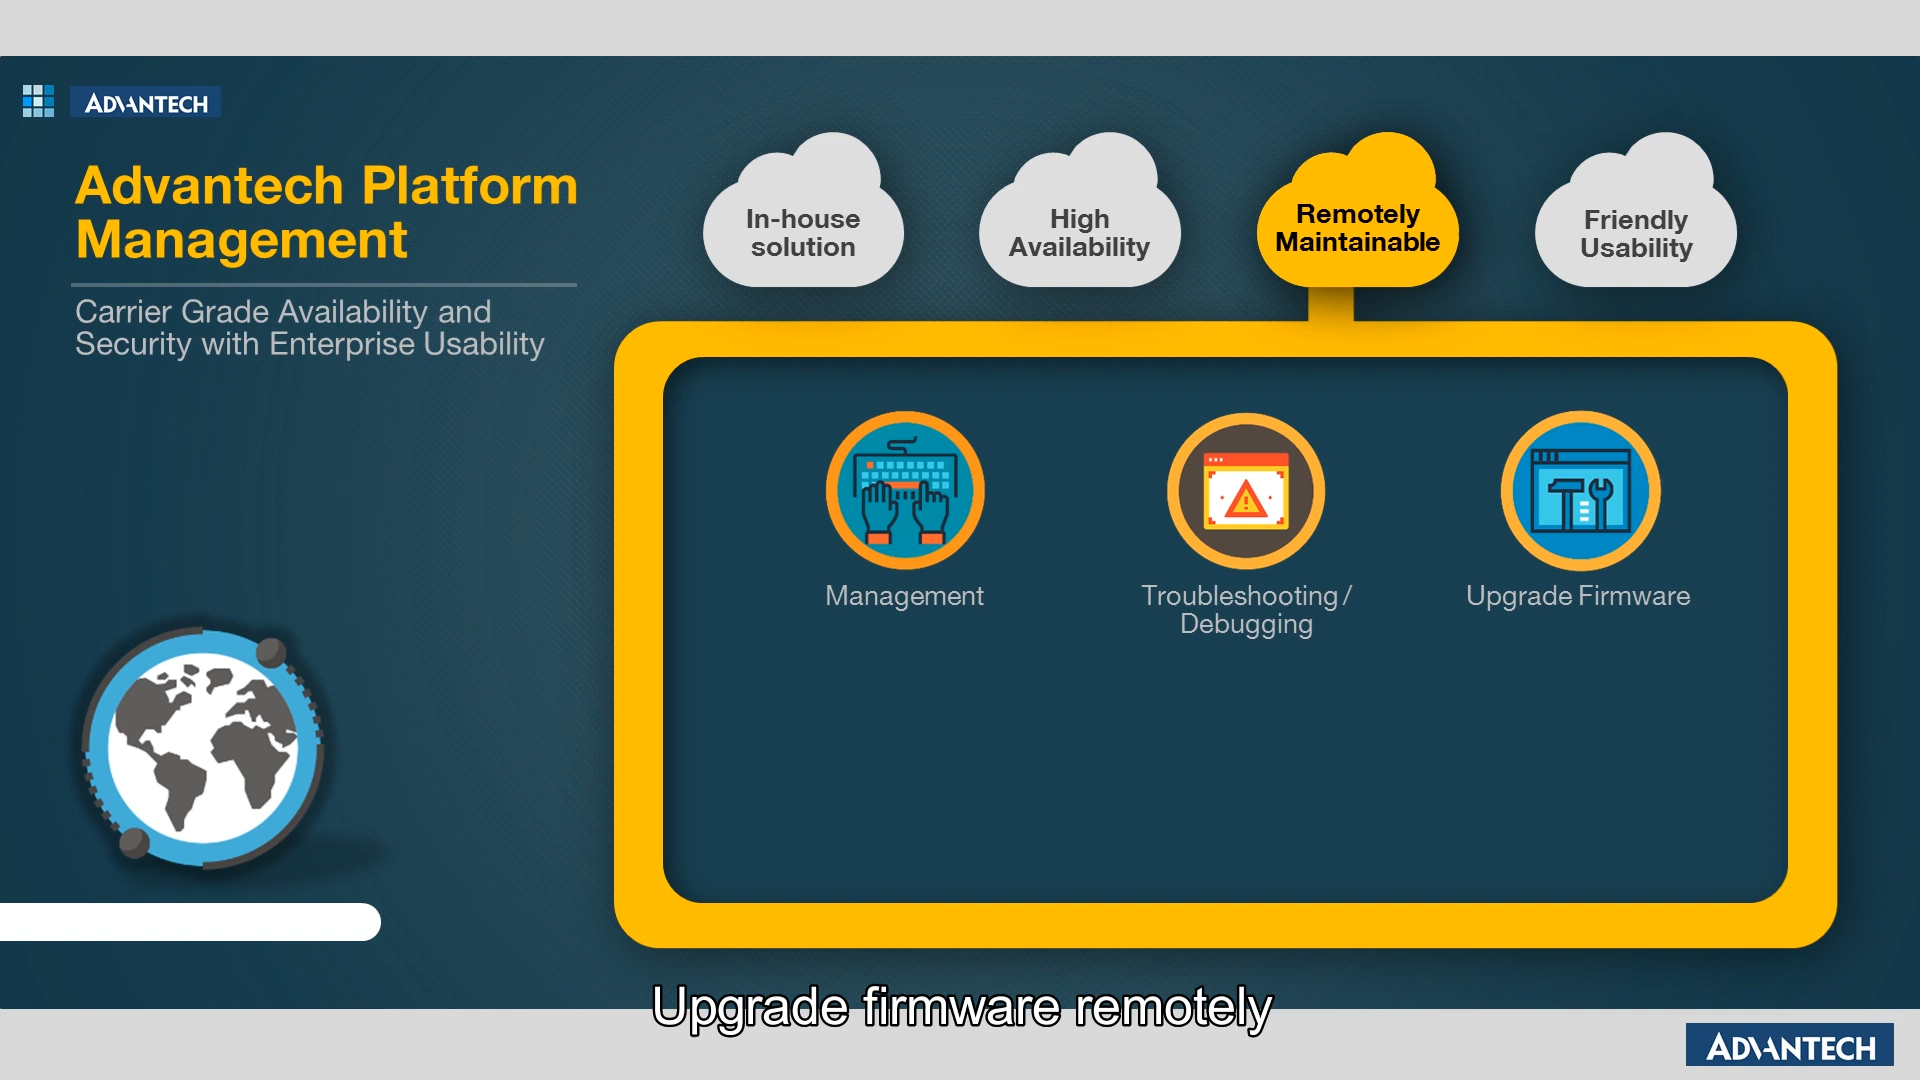 ADVANTECH
Advantech Platform
Management
Carrier Grade Availability and
Security with Enterprise Usability
In-house
solution
High
Availability
Remotely
Maintainable
Friendly
Usability
Management
Troubleshooting /
Debugging
Upgrade Firmware
Upgrade firmware remotely
ADVANTECH